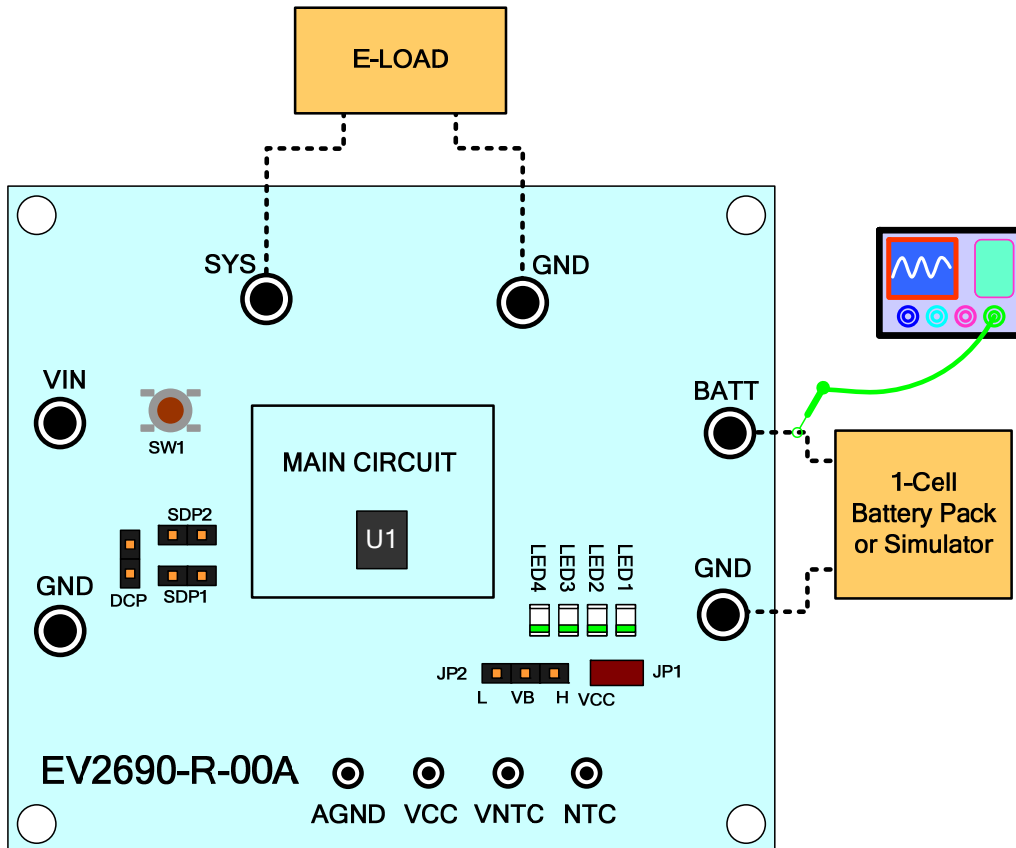 E-LOAD
SYS
GND
VIN
SW1
BATT
MAIN CIRCUIT
U1
1-Cell
Battery Pack
or Simulator
SDP2
GND
DCP
SDP1
LED4
LED3
LED2
LED1
GND
JP2
JP1
L
VB
H
VCC
EV2690-R-00A
AGND
VCC
VNTC
NTC